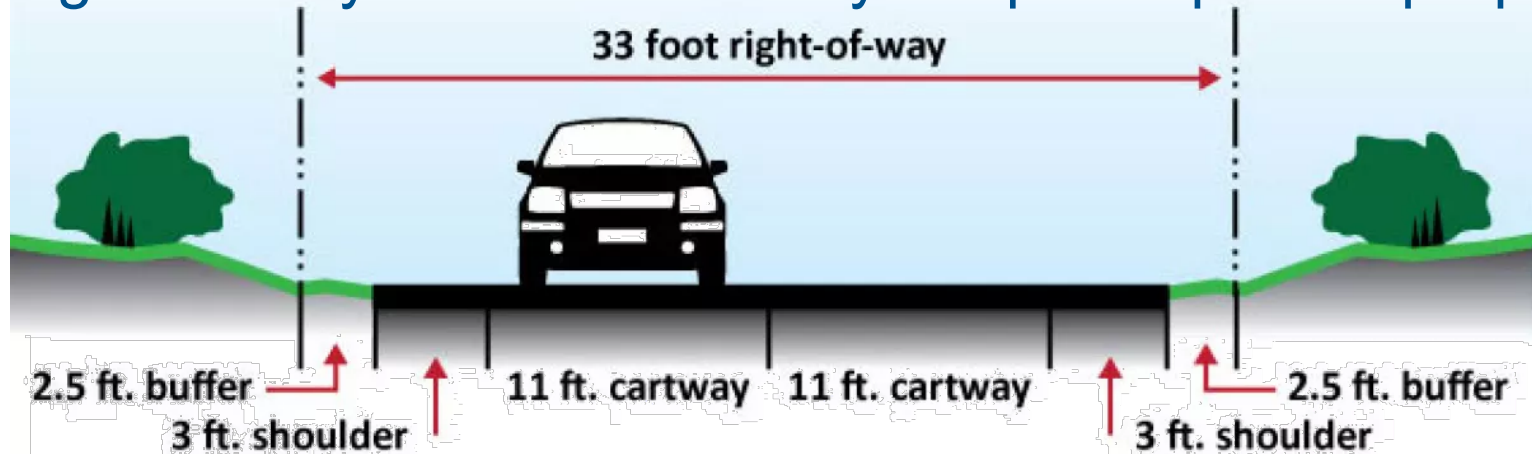 33 foot right-of-way
2.5 ft. buffer 11 ft. cartway 11 ft. cartway 2.5 ft. buffer
3 ft. shoulder 3 ft. shoulder